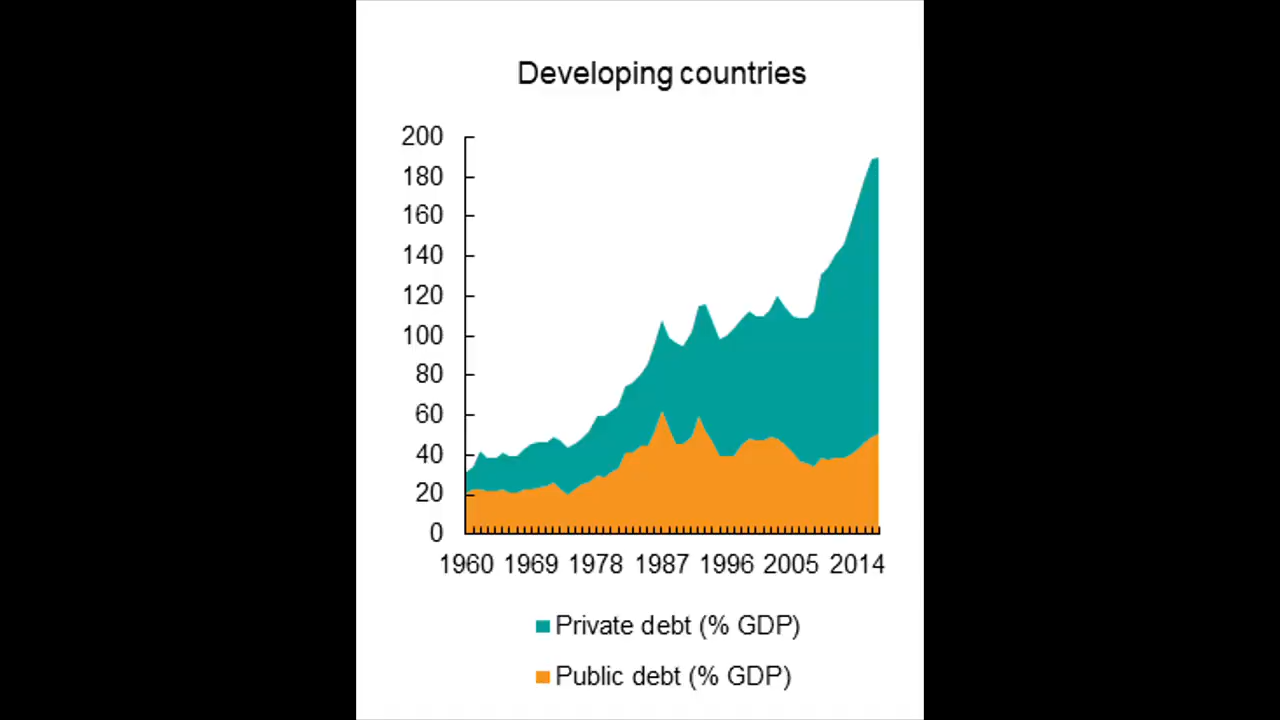 Developing countries
200
180
160
140
120
100
80
60
40
20
0
1960 1969 1978 1987 1996 2005 2014
Private debt (% GDP)
Public debt (% GDP)